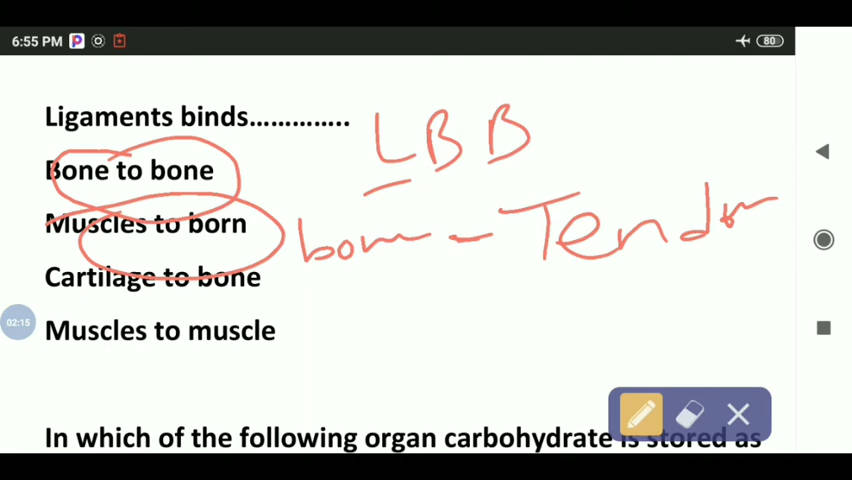 6:55 PM 80
Ligaments binds…………..
LBB
Bone to bone
Muscles to born
bone - Tendon
Cartilage to bone
02:15
Muscles to muscle
In which of the following organ carbohydrate is stored as